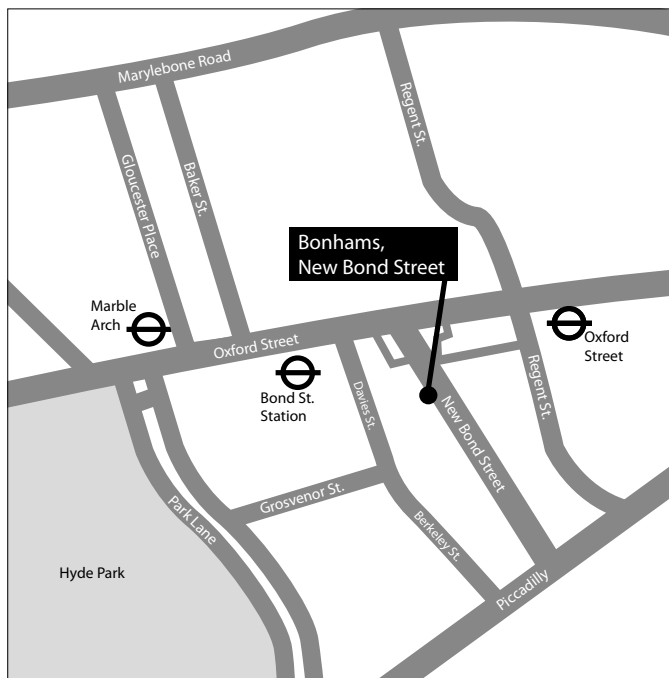 Marylebone Road
Regent St.
Gloucester Place
Baker St.
Bonhams,
New Bond Street
Marble
Arch
Oxford Street
Oxford
Street
Bond St.
Station
Davies St.
New Bond Street
Regent St.
Grosvenor St.
Park Lane
Berkeley St.
Hyde Park
Piccadilly